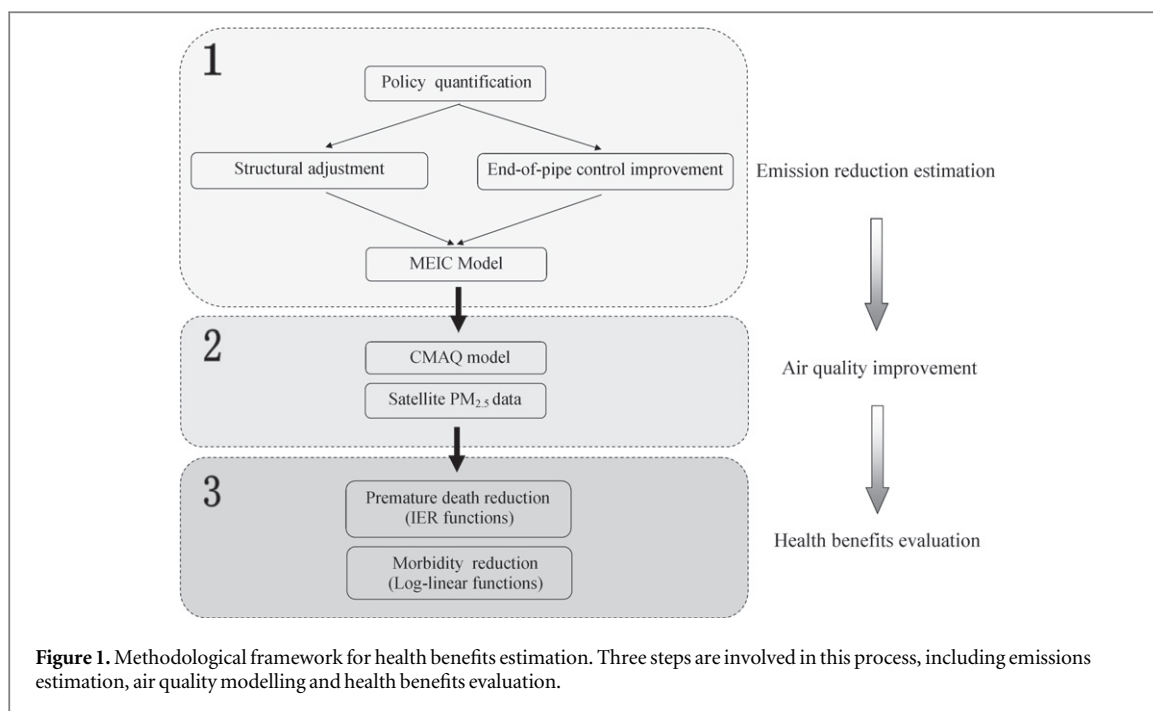 1
Policy quantification
Structural adjustment
End-of-pipe control improvement
Emission reduction estimation
MEIC Model
2
CMAQ model
Air quality improvement
Satellite PM2.5 data
3
Premature death reduction
(IER functions)
Health benefits evaluation
Morbidity reduction
(Log-linear functions)
Figure 1. Methodological framework for health benefits estimation. Three steps are involved in this process, including emissions
estimation, air quality modelling and health benefits evaluation.